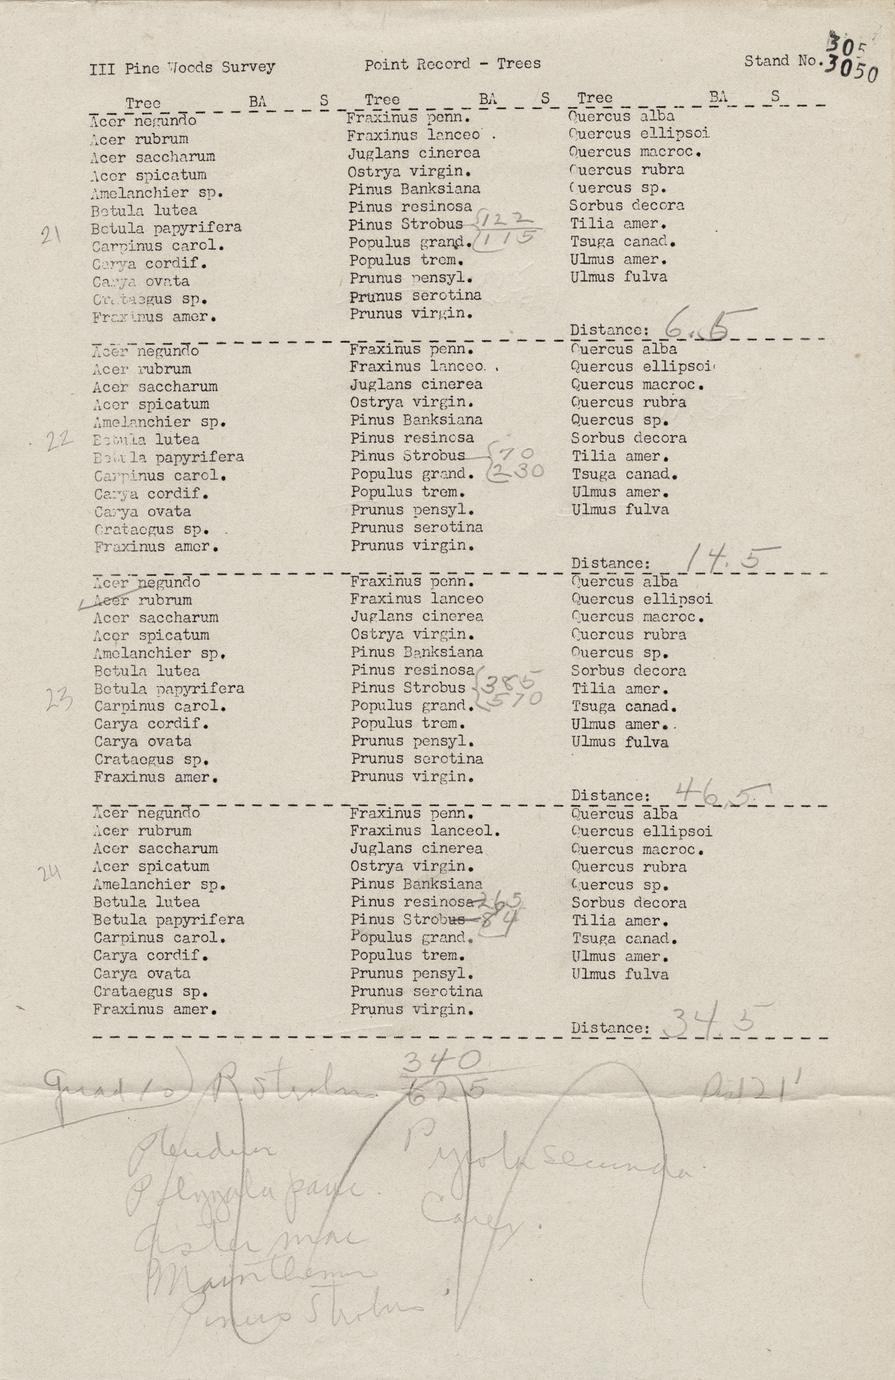 III Pine Woods Survey Point Record - Trees Stand No. 3050
305
Tree BA S Tree BA S Tree BA S
Acer negundo Fraxinus penn. Quercus alba
Acer rubrum Fraxinus lanceo . Quercus ellipsoi
Acer saccharum Juglans cinerea Quercus macroc.
Acer spicatum Ostrya virgin. Quercus rubra
Amelanchier sp. Pinus Banksiana Quercus sp.
Betula lutea Pinus resinosa Sorbus decora
21 Betula papyrifera Pinus Strobus 122 Tilia amer.
Carpinus carol. Populus grand. 115 Tsuga canad.
Carya cordif. Populus trem. Ulmus amer.
Carya ovata Prunus pensyl. Ulmus fulva
Crataegus sp. Prunus serotina
Fraxinus amer. Prunus virgin.
Distance: 6.5
Acer negundo Fraxinus penn. Quercus alba
Acer rubrum Fraxinus lanceo. . Quercus ellipsoi
Acer saccharum Juglans cinerea Quercus macroc.
Acer spicatum Ostrya virgin. Quercus rubra
Amelanchier sp. Pinus Banksiana Quercus sp.
22 Betula lutea Pinus resinosa Sorbus decora
Betula papyrifera Pinus Strobus 70 Tilia amer.
Carpinus carol. Populus grand. 230 Tsuga canad.
Carya cordif. Populus trem. Ulmus amer.
Carya ovata Prunus pensyl. Ulmus fulva
Crataegus sp. Prunus serotina
Fraxinus amer. Prunus virgin.
Distance: 14.5
Acer negundo Fraxinus penn. Quercus alba
Acer rubrum Fraxinus lanceo Quercus ellipsoi
Acer saccharum Juglans cinerea Quercus macroc.
Acer spicatum Ostrya virgin. Quercus rubra
Amelanchier sp. Pinus Banksiana Quercus sp.
Betula lutea Pinus resinosa Sorbus decora
23 Betula papyrifera Pinus Strobus 385 Tilia amer.
Carpinus carol. Populus grand. 570 Tsuga canad.
Carya cordif. Populus trem. Ulmus amer.
Carya ovata Prunus pensyl. Ulmus fulva
Crataegus sp. Prunus serotina
Fraxinus amer. Prunus virgin.
Distance: 46.5
Acer negundo Fraxinus penn. Quercus alba
Acer rubrum Fraxinus lanceol. Quercus ellipsoi
Acer saccharum Juglans cinerea Quercus macroc.
24 Acer spicatum Ostrya virgin. Quercus rubra
Amelanchier sp. Pinus Banksiana Quercus sp.
Betula lutea Pinus resinosa 265 Sorbus decora
Betula papyrifera Pinus Strobus 84 Tilia amer.
Carpinus carol. Populus grand. Tsuga canad.
Carya cordif. Populus trem. Ulmus amer.
Carya ovata Prunus pensyl. Ulmus fulva
Crataegus sp. Prunus serotina
Fraxinus amer. Prunus virgin.
Distance: 34.5
340
Quad 625 21'
Pyrola secunda
Polygala pauc.
Carex.
Aster mac
Mainthem
Pinus Strobus